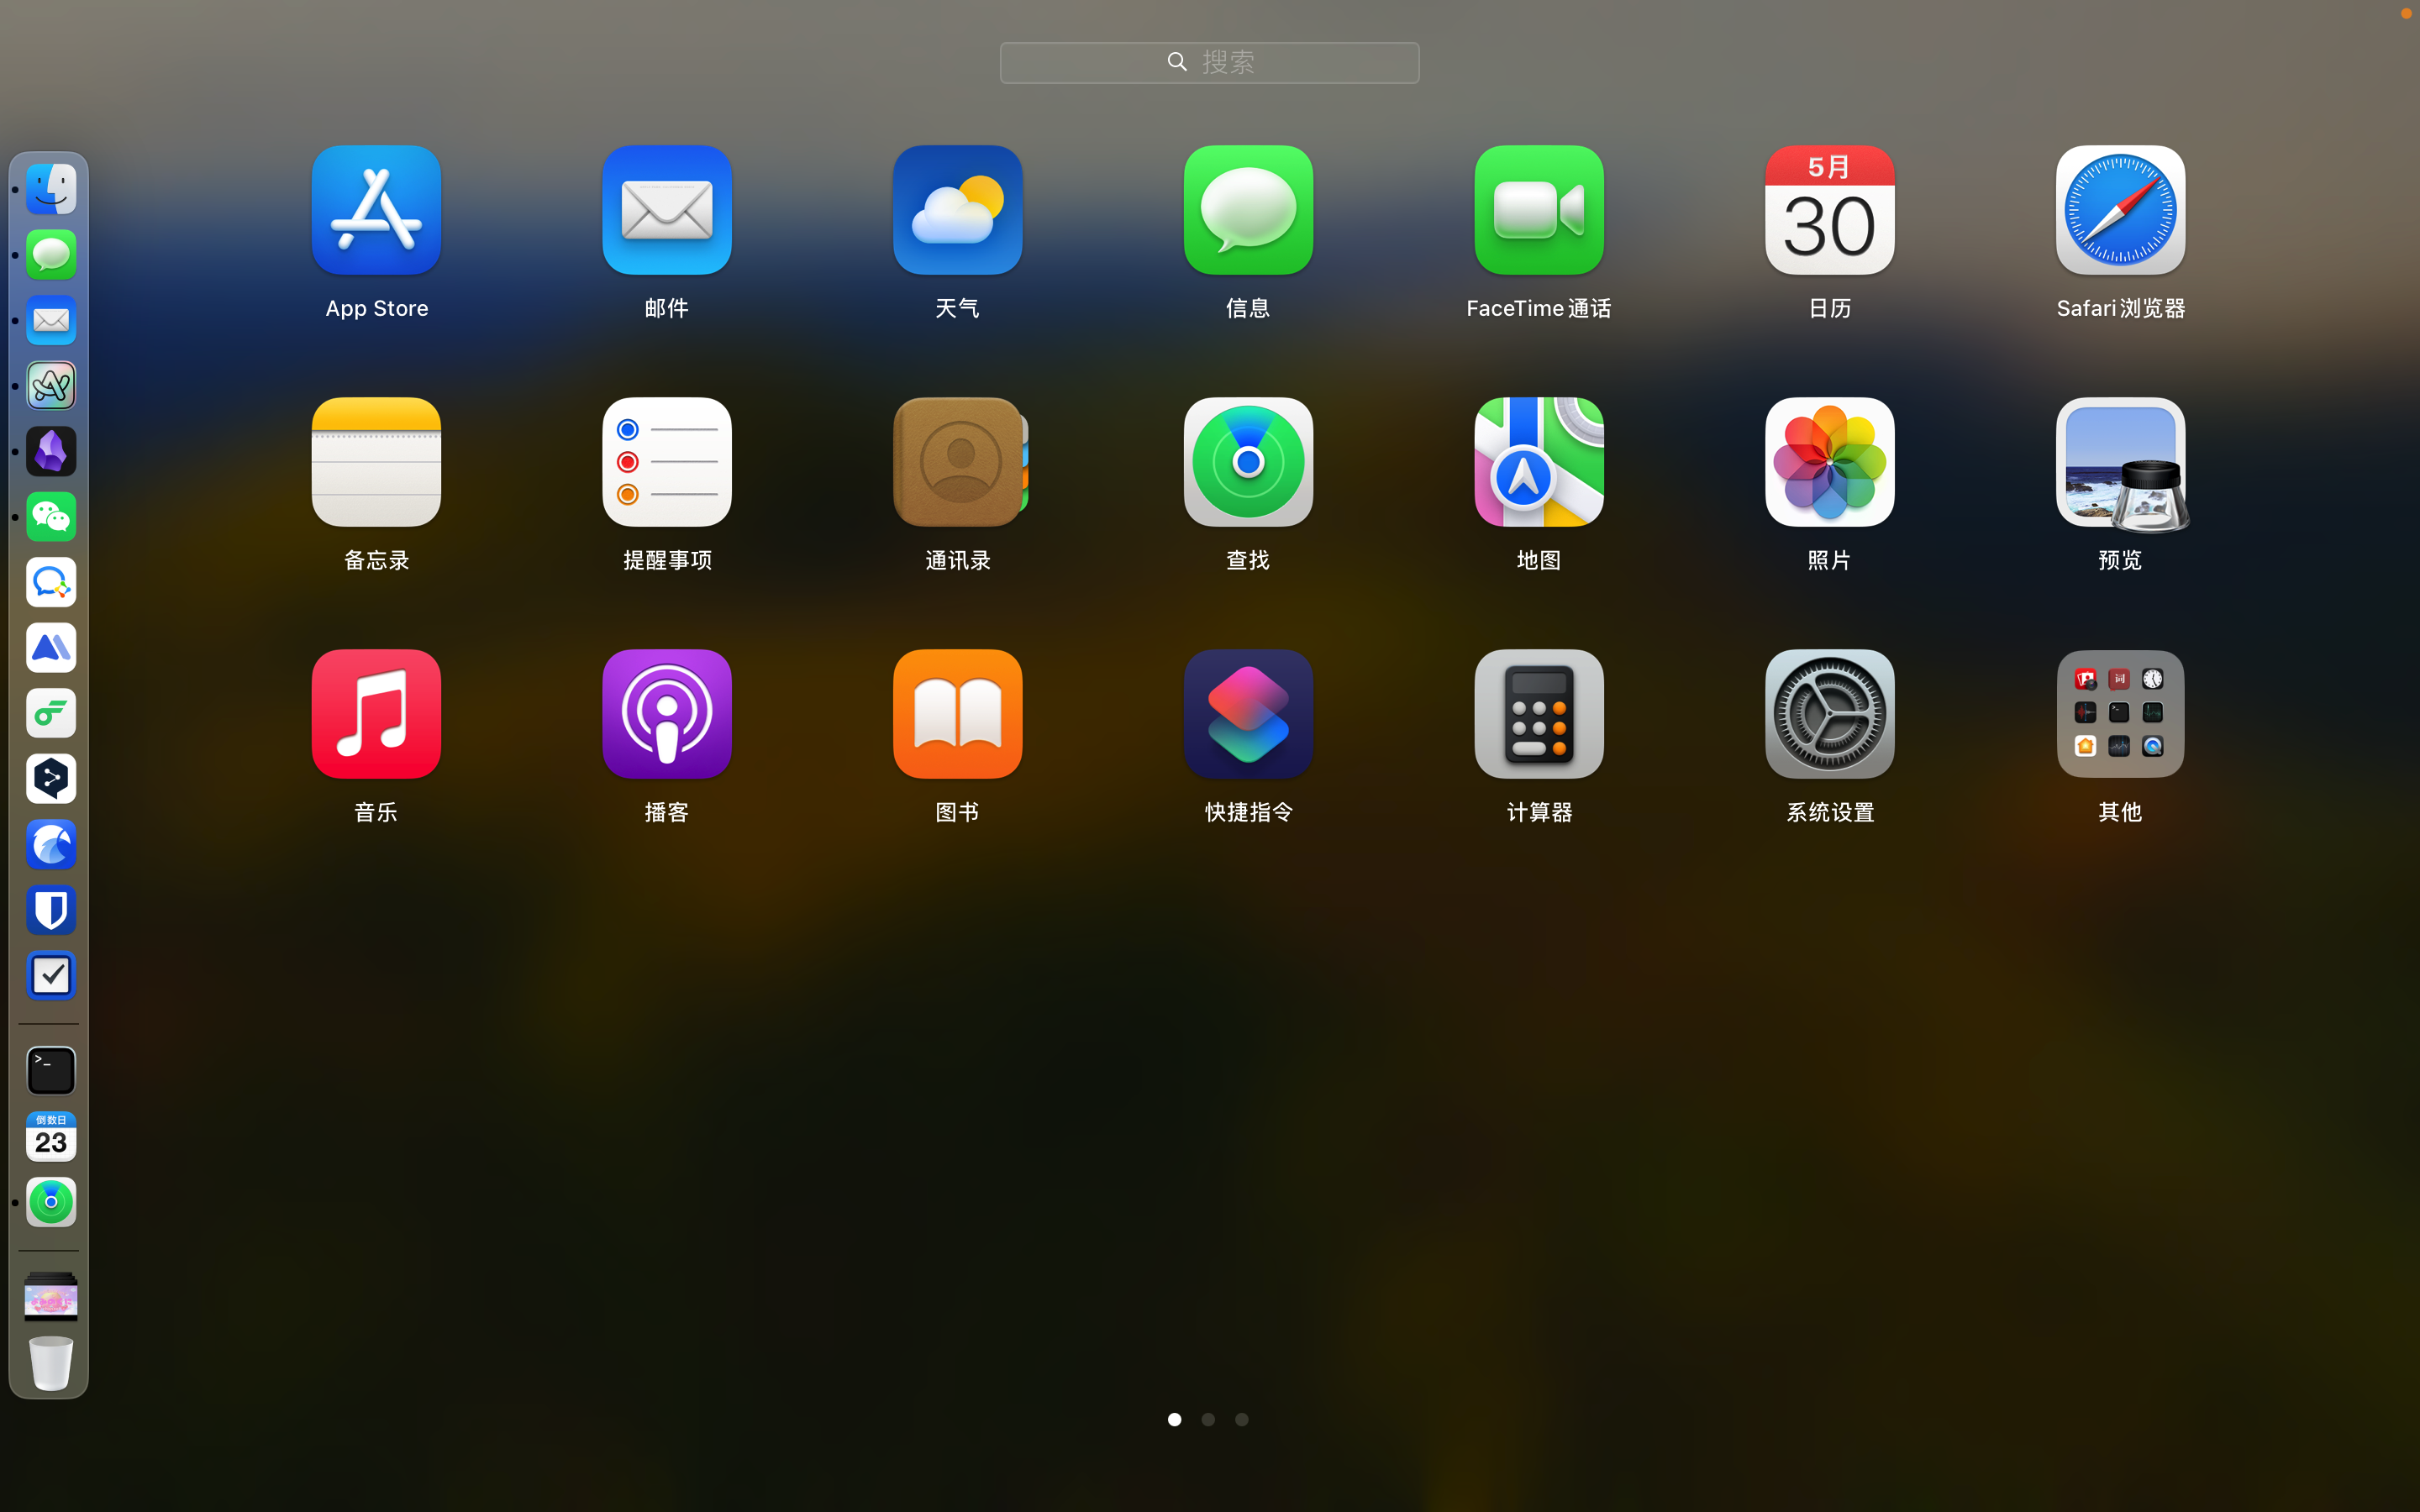 搜索
5月
30
App Store
邮件
天气
信息
FaceTime 通话
日历
Safari 浏览器
备忘录
提醒事项
通讯录
查找
地图
照片
预览
词
音乐
播客
图书
快捷指令
计算器
系统设置
其他
>_
倒数日
23